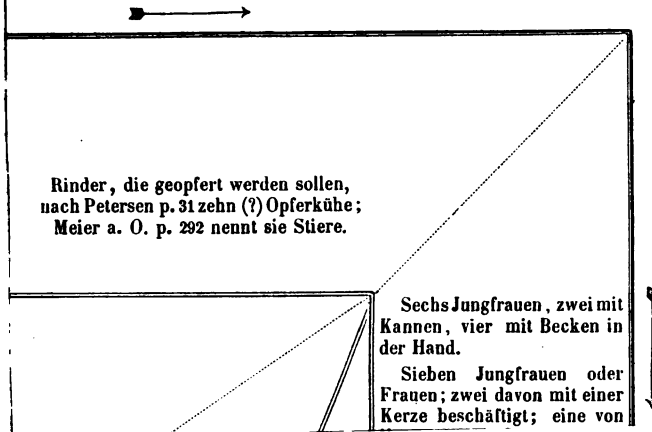 Rinder, die geopfert werden sollen,
nach Petersen p. 31 zehn (?) Opferkühe;
Meier a. O. p. 292 nennt sie Stiere.
Sechs Jungfrauen, zwei mit
Kannen, vier mit Becken in
der Hand.
Sieben Jungfrauen oder
Frauen; zwei davon mit einer
Kerze beschäftigt; eine von